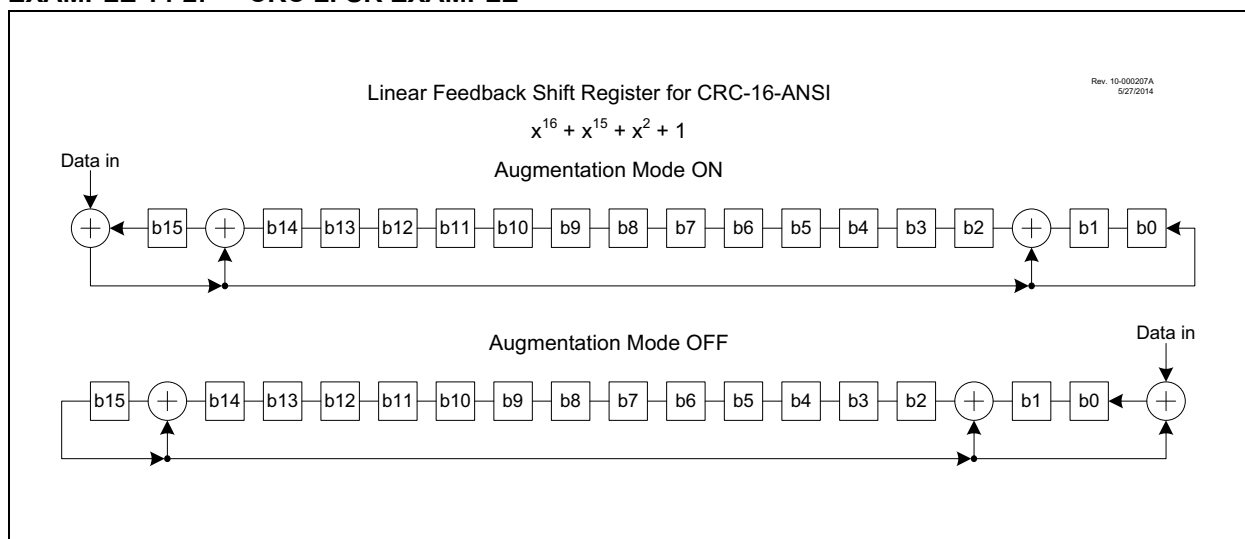 Rev. 10-000207A
5/27/2014
Linear Feedback Shift Register for CRC-16-ANSI
x¹⁶ + x¹⁵ + x² + 1
Augmentation Mode ON
Data in
b15 b14 b13 b12 b11 b10 b9 b8 b7 b6 b5 b4 b3 b2 b1 b0
Augmentation Mode OFF
Data in
b15 b14 b13 b12 b11 b10 b9 b8 b7 b6 b5 b4 b3 b2 b1 b0